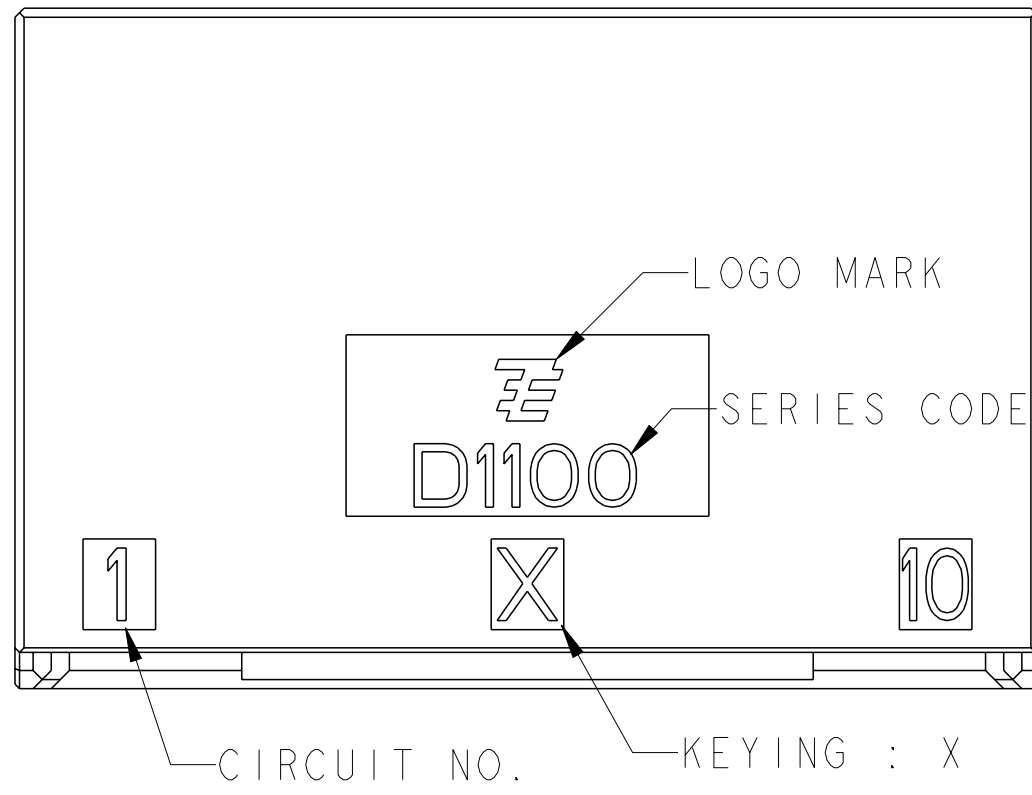 LOGO MARK
SERIES CODE
D1100
1 X 10
CIRCUIT NO.
KEYING : X